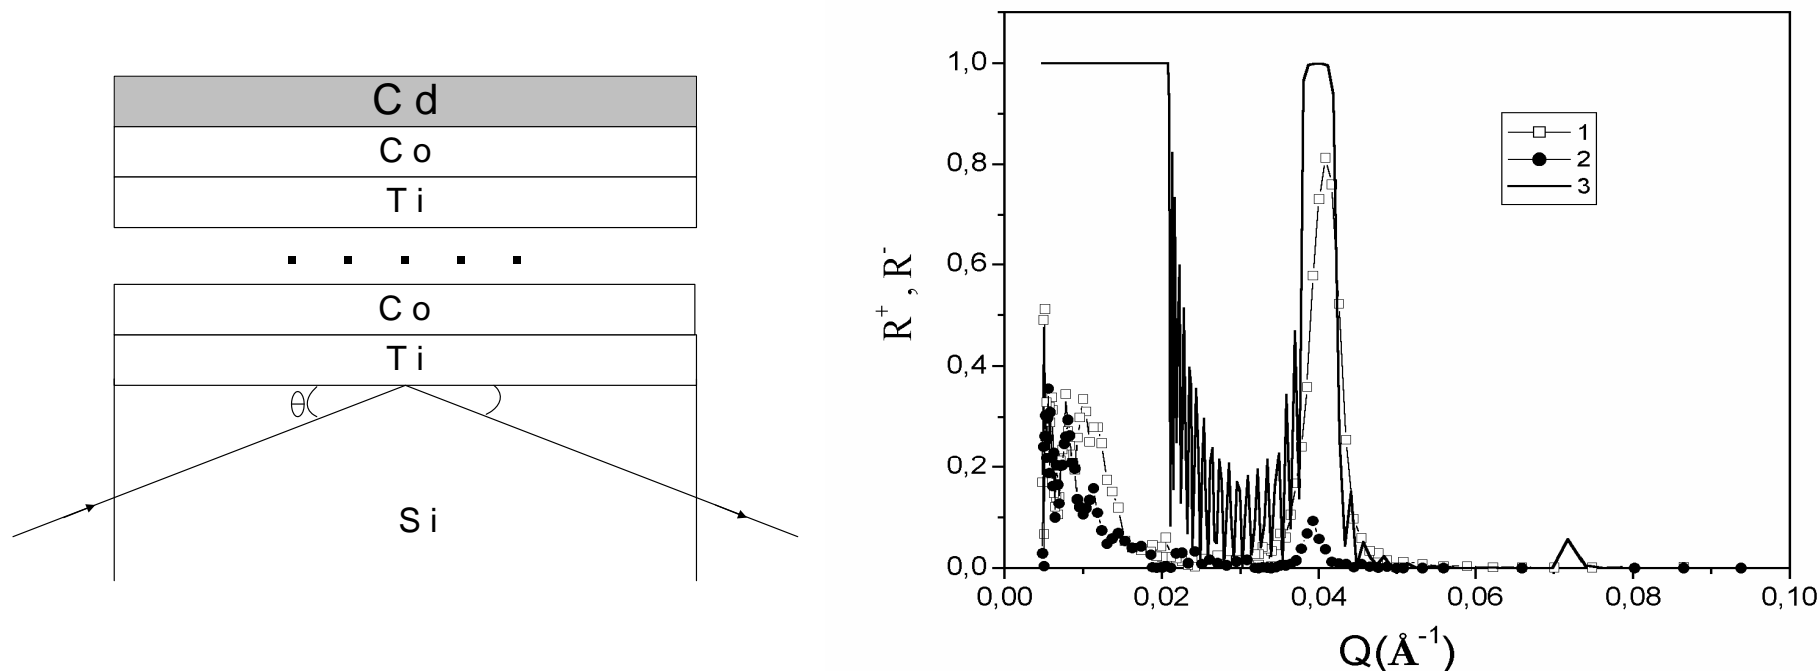 C d
C o
T i
C o
T i
Θ
S i
1,0
0,8
0,6
0,4
0,2
0,0
R⁺, R⁻
1
2
3
0,00
0,02
0,04
0,06
0,08
0,10
Q(Å⁻¹)